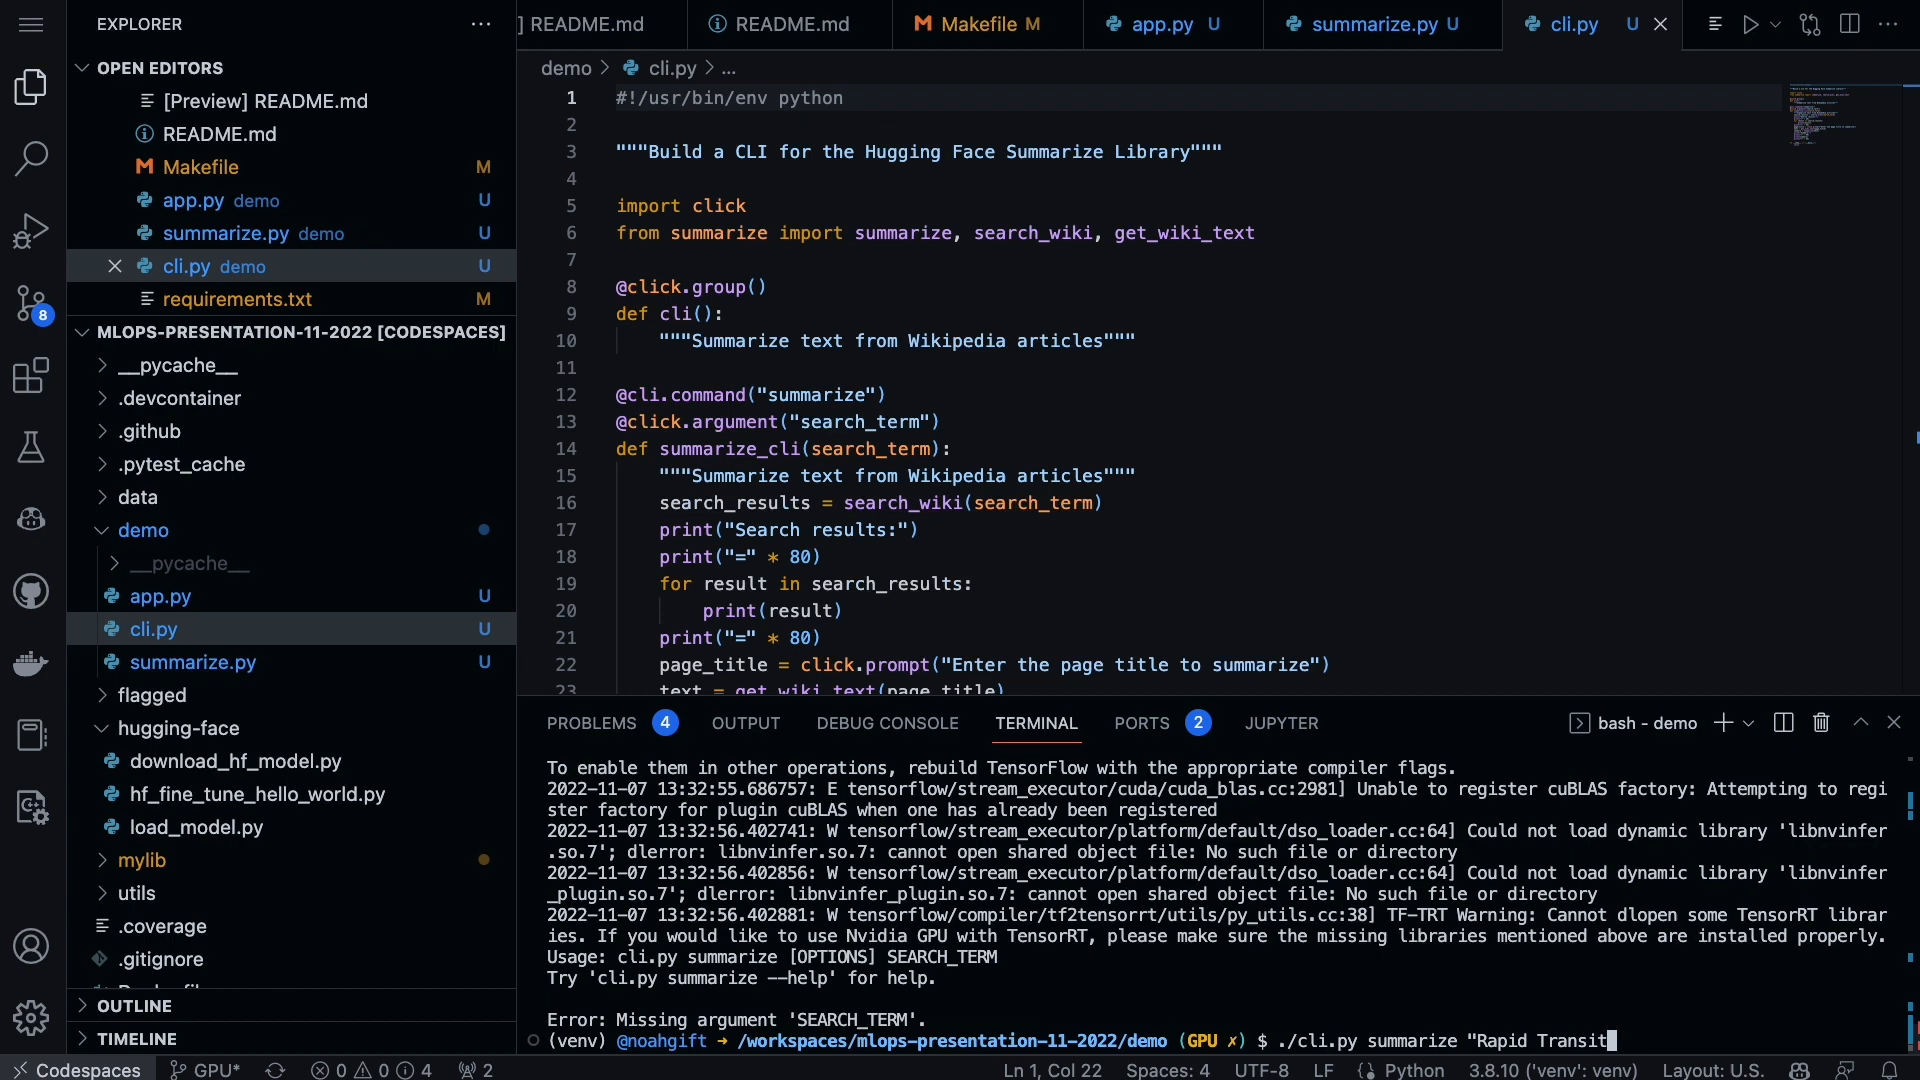 EXPLORER
OPEN EDITORS
[Preview] README.md
README.md
Makefile M
app.py demo U
summarize.py demo U
cli.py demo U
requirements.txt M
MLOPS-PRESENTATION-11-2022 [CODESPACES]
__pycache__
.devcontainer
.github
.pytest_cache
data
demo
__pycache__
app.py U
cli.py U
summarize.py U
flagged
hugging-face
download_hf_model.py
hf_fine_tune_hello_world.py
load_model.py
mylib
utils
.coverage
.gitignore
OUTLINE
TIMELINE
8
] README.md README.md Makefile M app.py U summarize.py U cli.py U
demo > cli.py > ...
1 #!/usr/bin/env python
2
3 """Build a CLI for the Hugging Face Summarize Library"""
4
5 import click
6 from summarize import summarize, search_wiki, get_wiki_text
7
8 @click.group()
9 def cli():
10 """Summarize text from Wikipedia articles"""
11
12 @cli.command("summarize")
13 @click.argument("search_term")
14 def summarize_cli(search_term):
15 """Summarize text from Wikipedia articles"""
16 search_results = search_wiki(search_term)
17 print("Search results:")
18 print("=" * 80)
19 for result in search_results:
20 print(result)
21 print("=" * 80)
22 page_title = click.prompt("Enter the page title to summarize")
23 text = get_wiki_text(page_title)
PROBLEMS 4 OUTPUT DEBUG CONSOLE TERMINAL PORTS 2 JUPYTER bash - demo
To enable them in other operations, rebuild TensorFlow with the appropriate compiler flags.
2022-11-07 13:32:55.686757: E tensorflow/stream_executor/cuda/cuda_blas.cc:2981] Unable to register cuBLAS factory: Attempting to regi
ster factory for plugin cuBLAS when one has already been registered
2022-11-07 13:32:56.402741: W tensorflow/stream_executor/platform/default/dso_loader.cc:64] Could not load dynamic library 'libnvinfer
.so.7'; dlerror: libnvinfer.so.7: cannot open shared object file: No such file or directory
2022-11-07 13:32:56.402856: W tensorflow/stream_executor/platform/default/dso_loader.cc:64] Could not load dynamic library 'libnvinfer
_plugin.so.7'; dlerror: libnvinfer_plugin.so.7: cannot open shared object file: No such file or directory
2022-11-07 13:32:56.402881: W tensorflow/compiler/tf2tensorrt/utils/py_utils.cc:38] TF-TRT Warning: Cannot dlopen some TensorRT librar
ies. If you would like to use Nvidia GPU with TensorRT, please make sure the missing libraries mentioned above are installed properly.
Usage: cli.py summarize [OPTIONS] SEARCH_TERM
Try 'cli.py summarize --help' for help.
Error: Missing argument 'SEARCH_TERM'.
(venv) @noahgift ➜ /workspaces/mlops-presentation-11-2022/demo (GPU ✗) $ ./cli.py summarize "Rapid Transit
Codespaces GPU* 0 0 4 2 Ln 1, Col 22 Spaces: 4 UTF-8 LF Python 3.8.10 ('venv': venv) Layout: U.S.